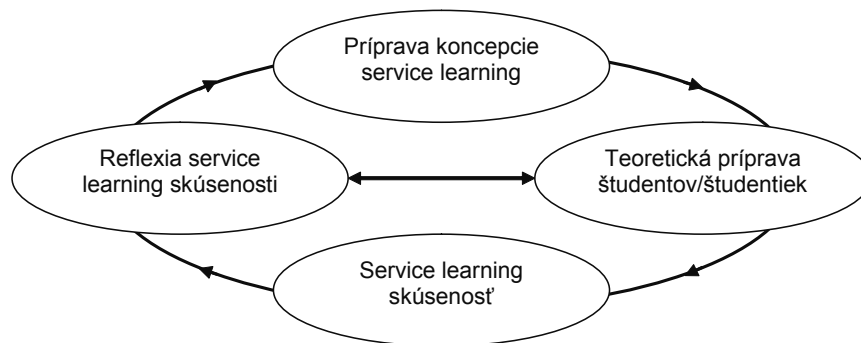 Príprava koncepcie
service learning
Reflexia service
learning skúsenosti
Teoretická príprava
študentov/študentiek
Service learning
skúsenosť